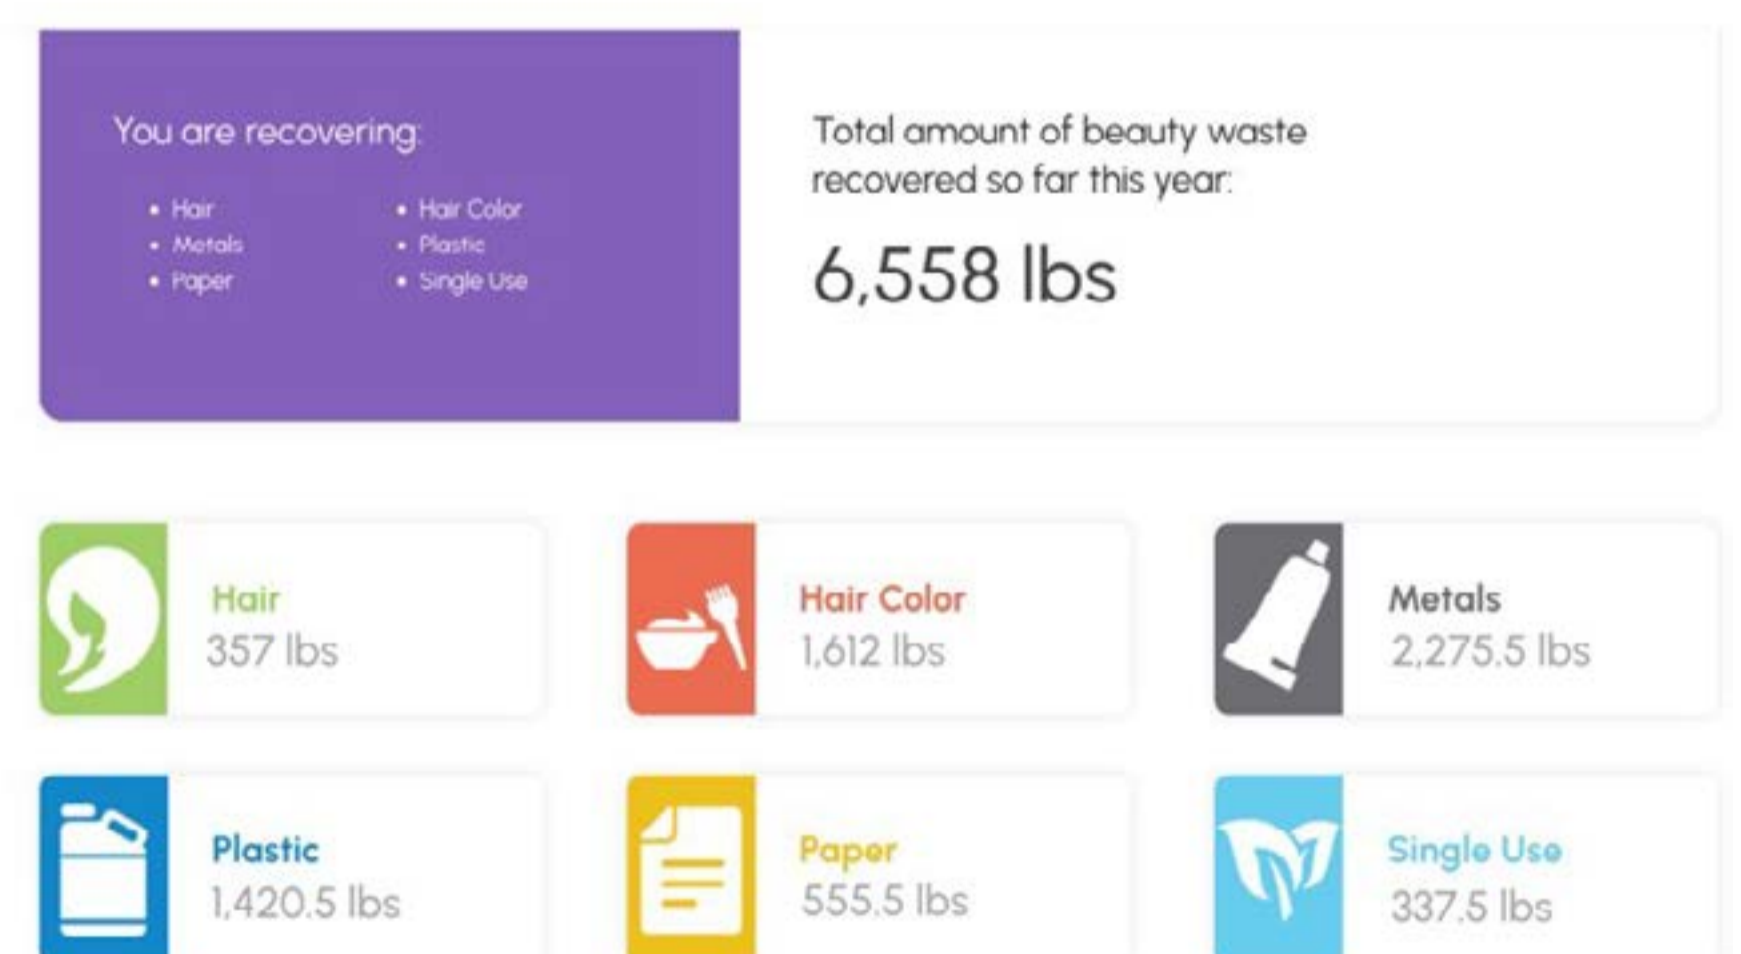 You are recovering:
• Hair
• Hair Color
• Metals
• Plastic
• Paper
• Single Use
Total amount of beauty waste
recovered so far this year:
6,558 lbs
Hair
357 lbs
Hair Color
1,612 lbs
Metals
2,275.5 lbs
Plastic
1,420.5 lbs
Paper
555.5 lbs
Single Use
337.5 lbs